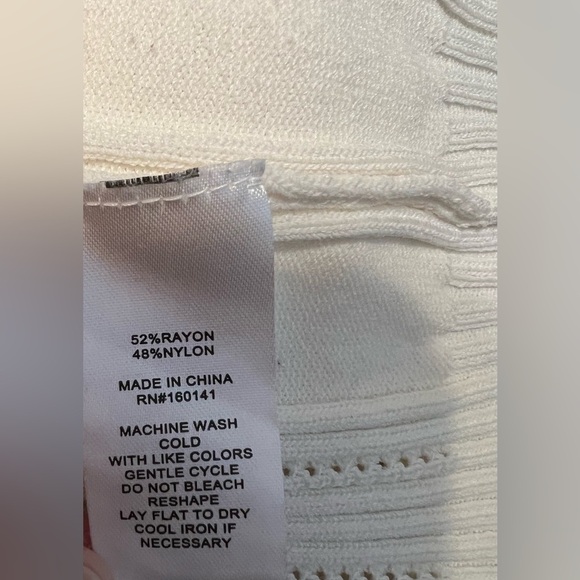 52%RAYON
48%NYLON
MADE IN CHINA
RN#160141
MACHINE WASH
COLD
WITH LIKE COLORS
GENTLE CYCLE
DO NOT BLEACH
RESHAPE
LAY FLAT TO DRY
COOL IRON IF
NECESSARY